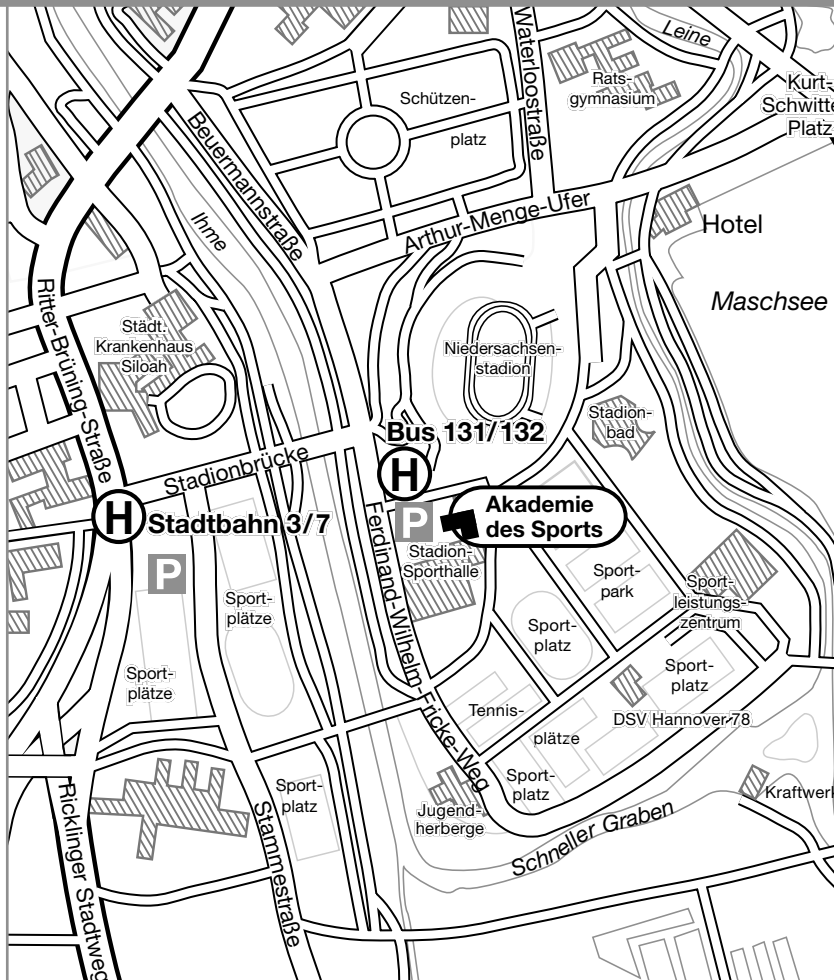 Leine
Waterloostraße
Rats-
gymnasium
Kurt-
Schwitte
Platz
Schützen-
platz
Beuermannstraße
Ihme
Arthur-Menge-Ufer
Hotel
Maschsee
Ritter-Brüning-Straße
Städt.
Krankenhaus
Siloah
Niedersachsen-
stadion
Stadion-
bad
Bus 131/132
H
Stadionbrücke
H Stadtbahn 3/7
P
Akademie
des Sports
P
Stadion-
Sporthalle
Ferdinand-Wilhelm-Fricke-Weg
Sport-
park
Sport-
leistungs-
zentrum
Sport-
plätze
Sport-
platz
Sport-
plätze
Sport-
platz
Tennis-
plätze
DSV Hannover 78
Sport-
platz
Sport-
platz
Jugend-
herberge
Kraftwerk
Schneller Graben
Ricklinger Stadtweg
Stammestraße